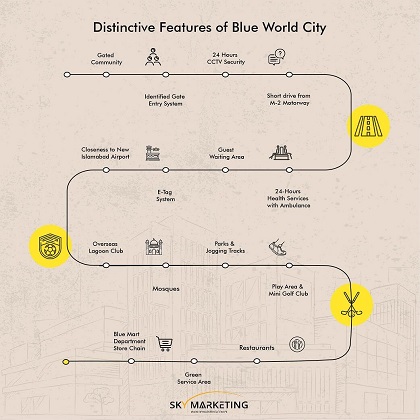 Distinctive Features of Blue World City
Gated
Community
24 Hours
CCTV Security
Identified Gate
Entry System
Short drive from
M-2 Motorway
Closeness to New
Islamabad Airport
Guest
Waiting Area
E-Tag
System
24-Hours
Health Services
with Ambulance
Overseas
Lagoon Club
Parks &
Jogging Tracks
Mosques
Play Area &
Mini Golf Club
Blue Mart
Department
Store Chain
Restaurants
Green
Service Area
SKY MARKETING